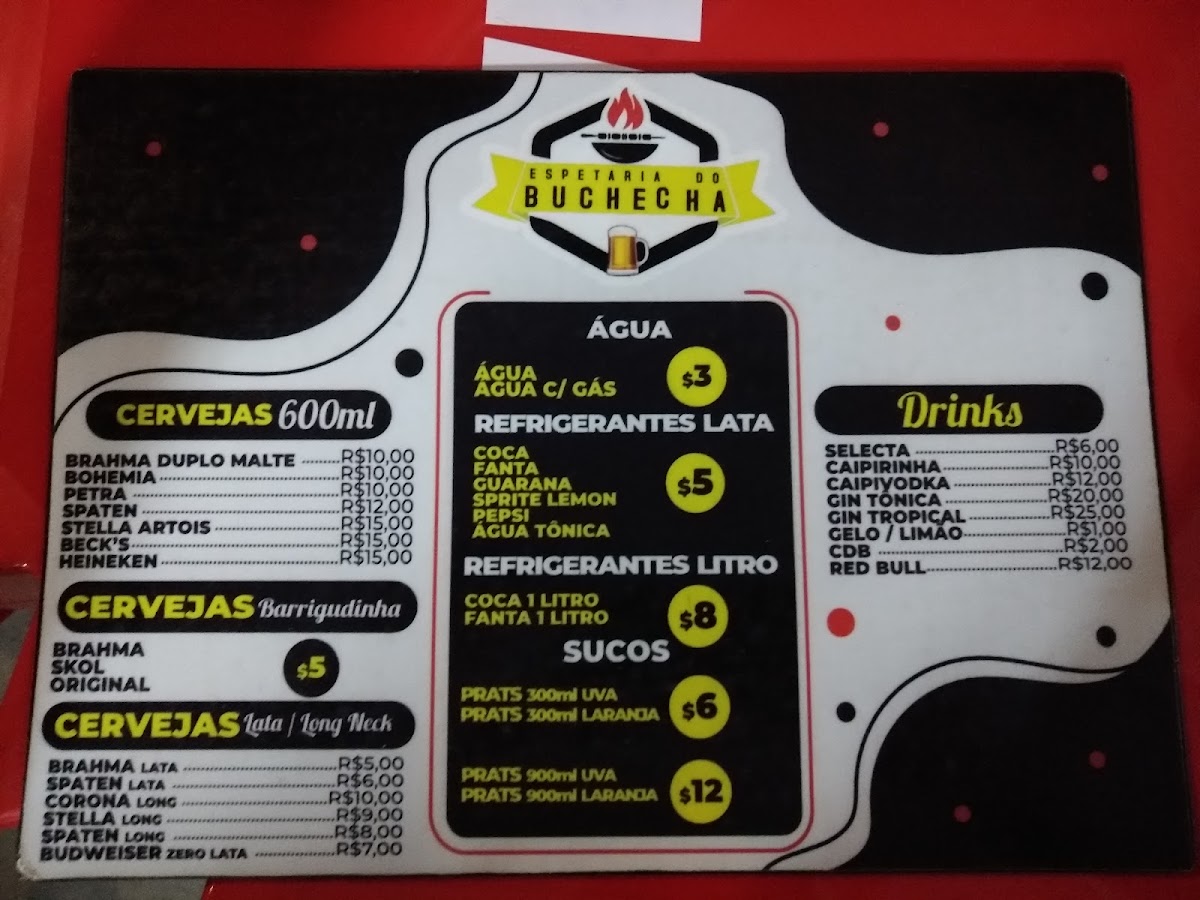 ESPETÁRIA DO
BUCHECHA
CERVEJAS 600ml
BRAHMA DUPLO MALTE R$10,00
BOHEMIA R$10,00
PETRA R$10,00
SPATEN R$12,00
STELLA ARTOIS R$15,00
BECK'S R$15,00
HEINEKEN R$15,00
CERVEJAS Barrigudinha
BRAHMA
SKOL
ORIGINAL
$5
CERVEJAS Lata / Long Neck
BRAHMA LATA R$5,00
SPATEN LATA R$6,00
CORONA LONG R$10,00
STELLA LONG R$9,00
SPATEN LONG R$8,00
BUDWEISER ZERO LATA R$7,00
ÁGUA
ÁGUA
ÁGUA C/ GÁS
$3
REFRIGERANTES LATA
COCA
FANTA
GUARANA
SPRITE LEMON
PEPSI
ÁGUA TÔNICA
$5
REFRIGERANTES LITRO
COCA 1 LITRO
FANTA 1 LITRO
$8
SUCOS
PRATS 300ml UVA
PRATS 300ml LARANJA
$6
PRATS 900ml UVA
PRATS 900ml LARANJA
$12
Drinks
SELECTA R$6,00
CAIPIRINHA R$10,00
CAIPIVODKA R$12,00
GIN TÔNICA R$20,00
GIN TROPIÇAL R$25,00
GELO / LIMÃO R$1,00
CDB R$2,00
RED BULL R$12,00